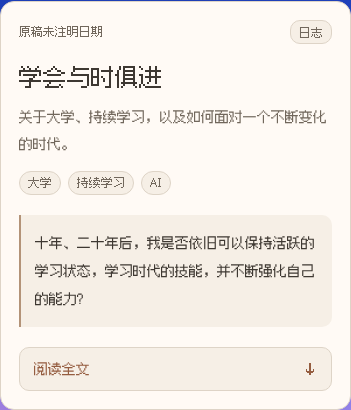 原稿未注明日期
日志
学会与时俱进
关于大学、持续学习，以及如何面对一个不断变化
的时代。
大学
持续学习
AI
十年、二十年后，我是否依旧可以保持活跃的
学习状态，学习时代的技能，并不断强化自己
的能力？
阅读全文
↓